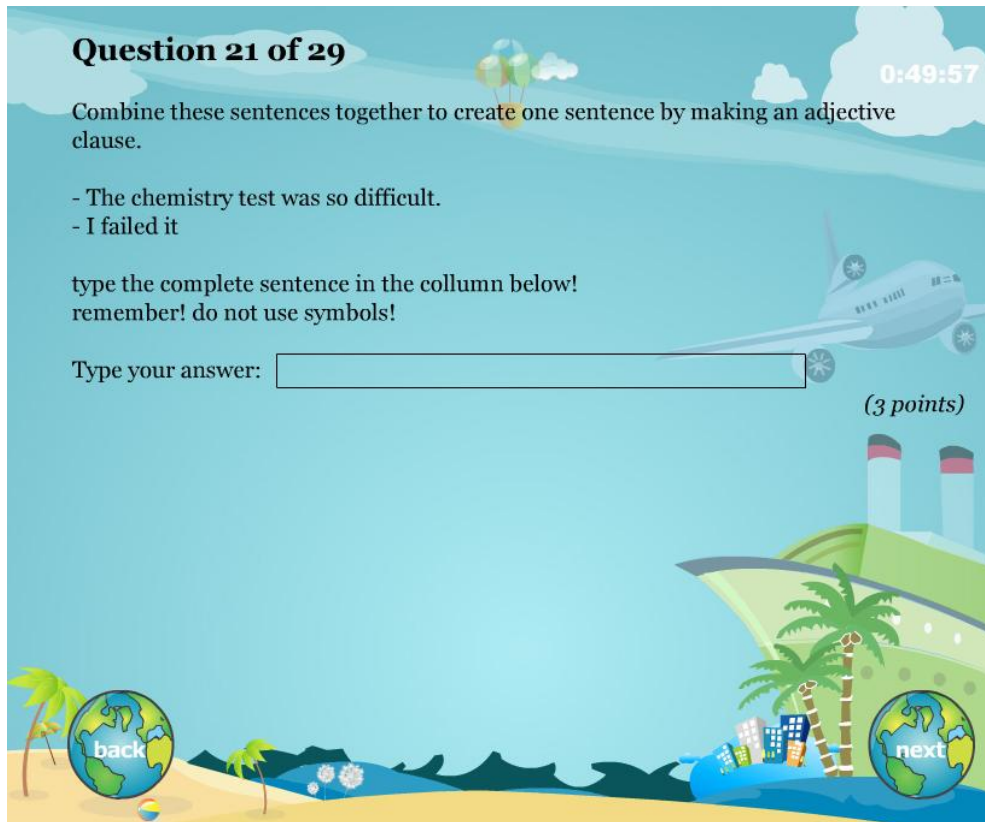 Question 21 of 29
0:49:57
Combine these sentences together to create one sentence by making an adjective
clause.
- The chemistry test was so difficult.
- I failed it
type the complete sentence in the collumn below!
remember! do not use symbols!
Type your answer:
(3 points)
back
next